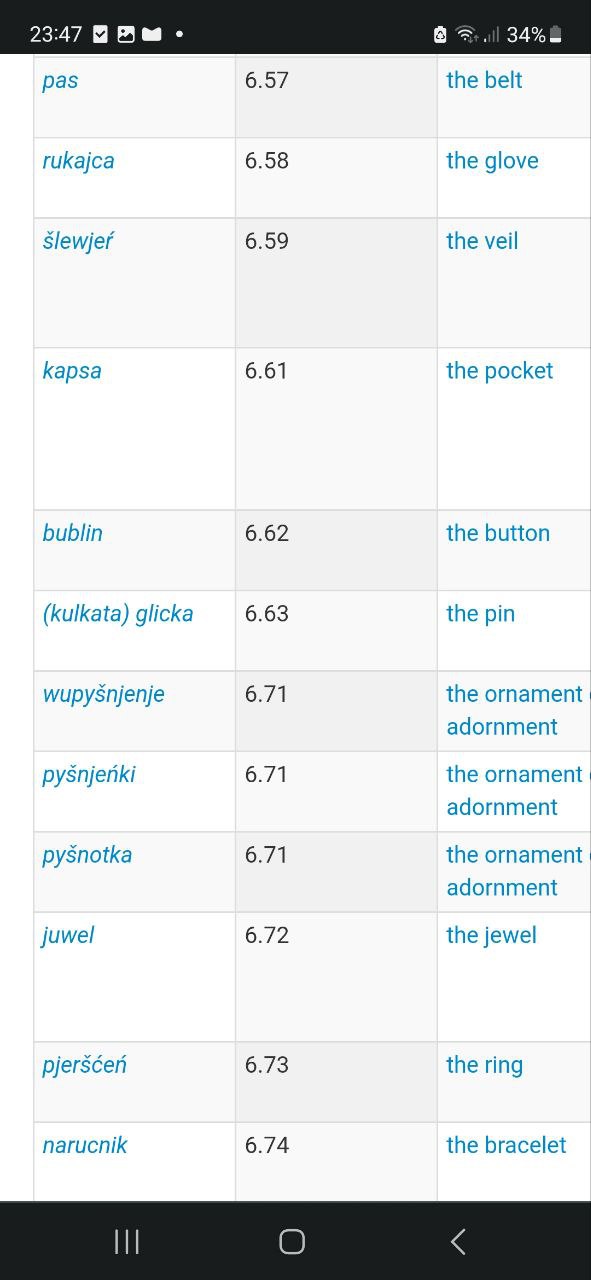 23:47 34%
pas 6.57 the belt
rukajca 6.58 the glove
šlewjeŕ 6.59 the veil
kapsa 6.61 the pocket
bublin 6.62 the button
(kulkata) glicka 6.63 the pin
wupyšnjenje 6.71 the ornament
adornment
pyšnjeńki 6.71 the ornament
adornment
pyšnotka 6.71 the ornament
adornment
juwel 6.72 the jewel
pjeršćeń 6.73 the ring
narucnik 6.74 the bracelet